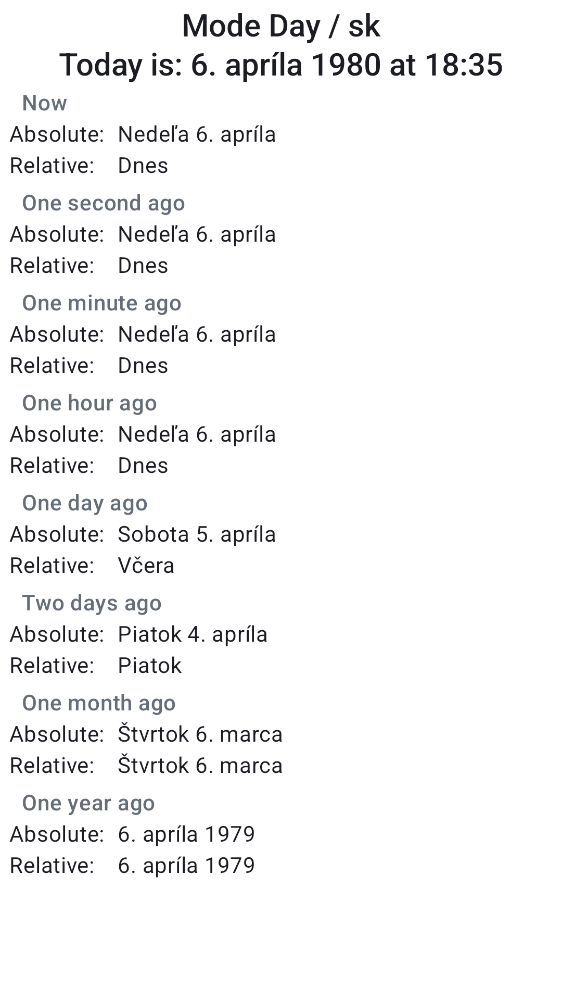 Mode Day / sk
Today is: 6. apríla 1980 at 18:35
Now
Absolute: Nedeľa 6. apríla
Relative: Dnes
One second ago
Absolute: Nedeľa 6. apríla
Relative: Dnes
One minute ago
Absolute: Nedeľa 6. apríla
Relative: Dnes
One hour ago
Absolute: Nedeľa 6. apríla
Relative: Dnes
One day ago
Absolute: Sobota 5. apríla
Relative: Včera
Two days ago
Absolute: Piatok 4. apríla
Relative: Piatok
One month ago
Absolute: Štvrtok 6. marca
Relative: Štvrtok 6. marca
One year ago
Absolute: 6. apríla 1979
Relative: 6. apríla 1979